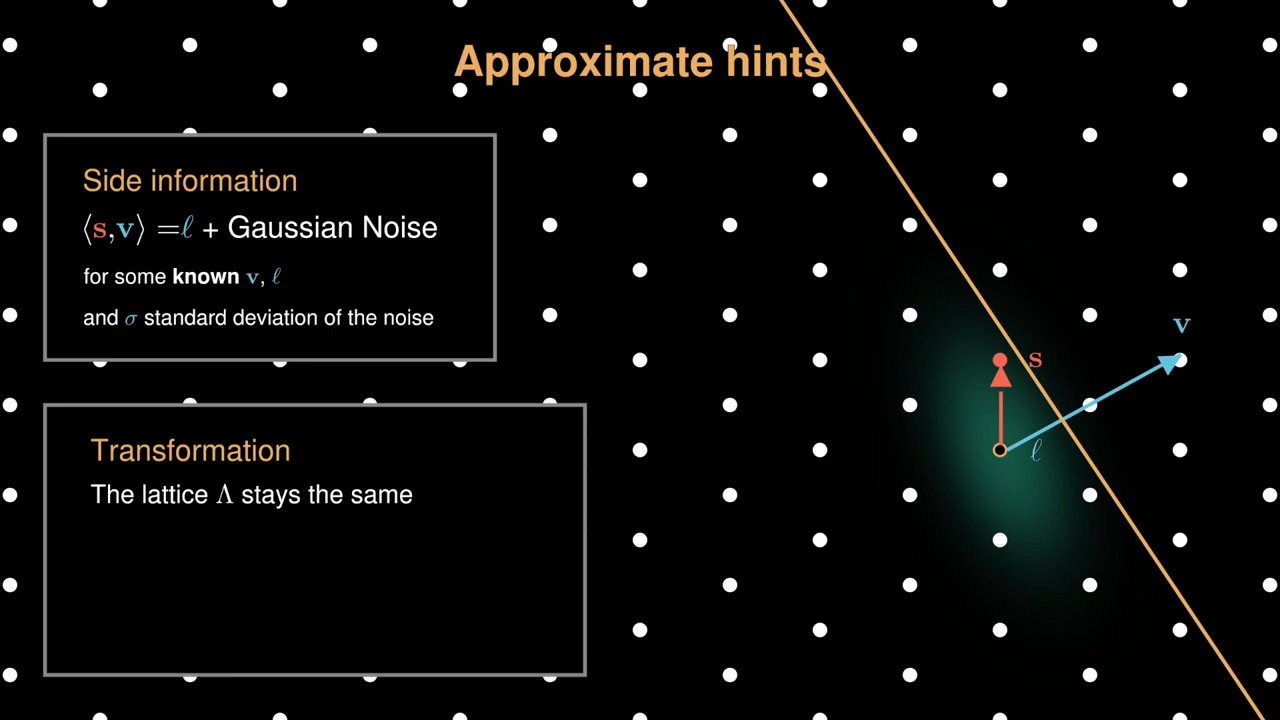 Approximate hints
Side information
⟨s,v⟩ =ℓ + Gaussian Noise
for some known v, ℓ
and σ standard deviation of the noise
v
s
ℓ
Transformation
The lattice Λ stays the same